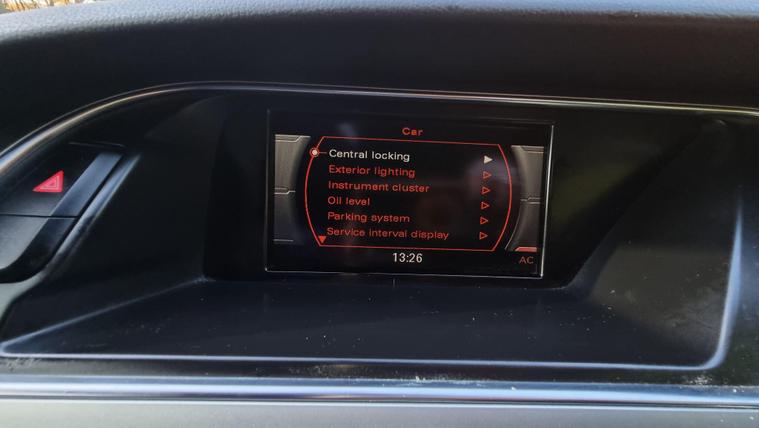 Car
Central locking
Exterior lighting
Instrument cluster
Oil level
Parking system
Service interval display
13:26
AC